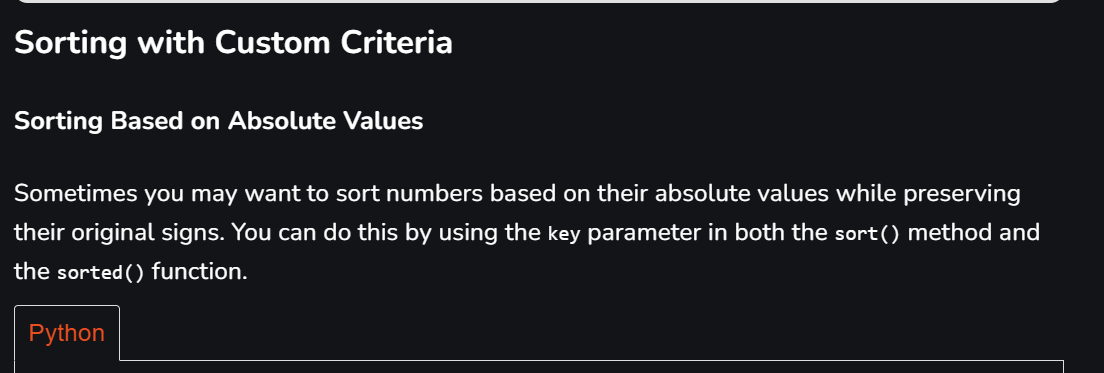 Sorting with Custom Criteria
Sorting Based on Absolute Values
Sometimes you may want to sort numbers based on their absolute values while preserving
their original signs. You can do this by using the key parameter in both the sort() method and
the sorted() function.
Python